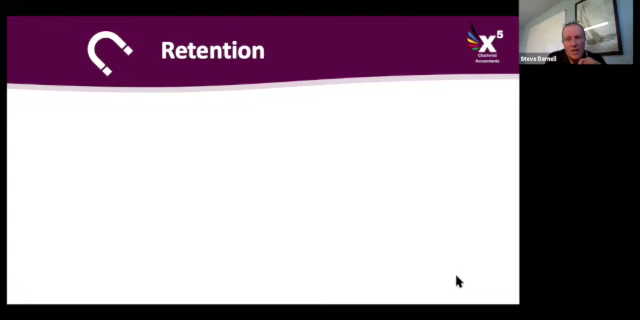 Retention
x5
Chartered
Accountants
Steve Darnell